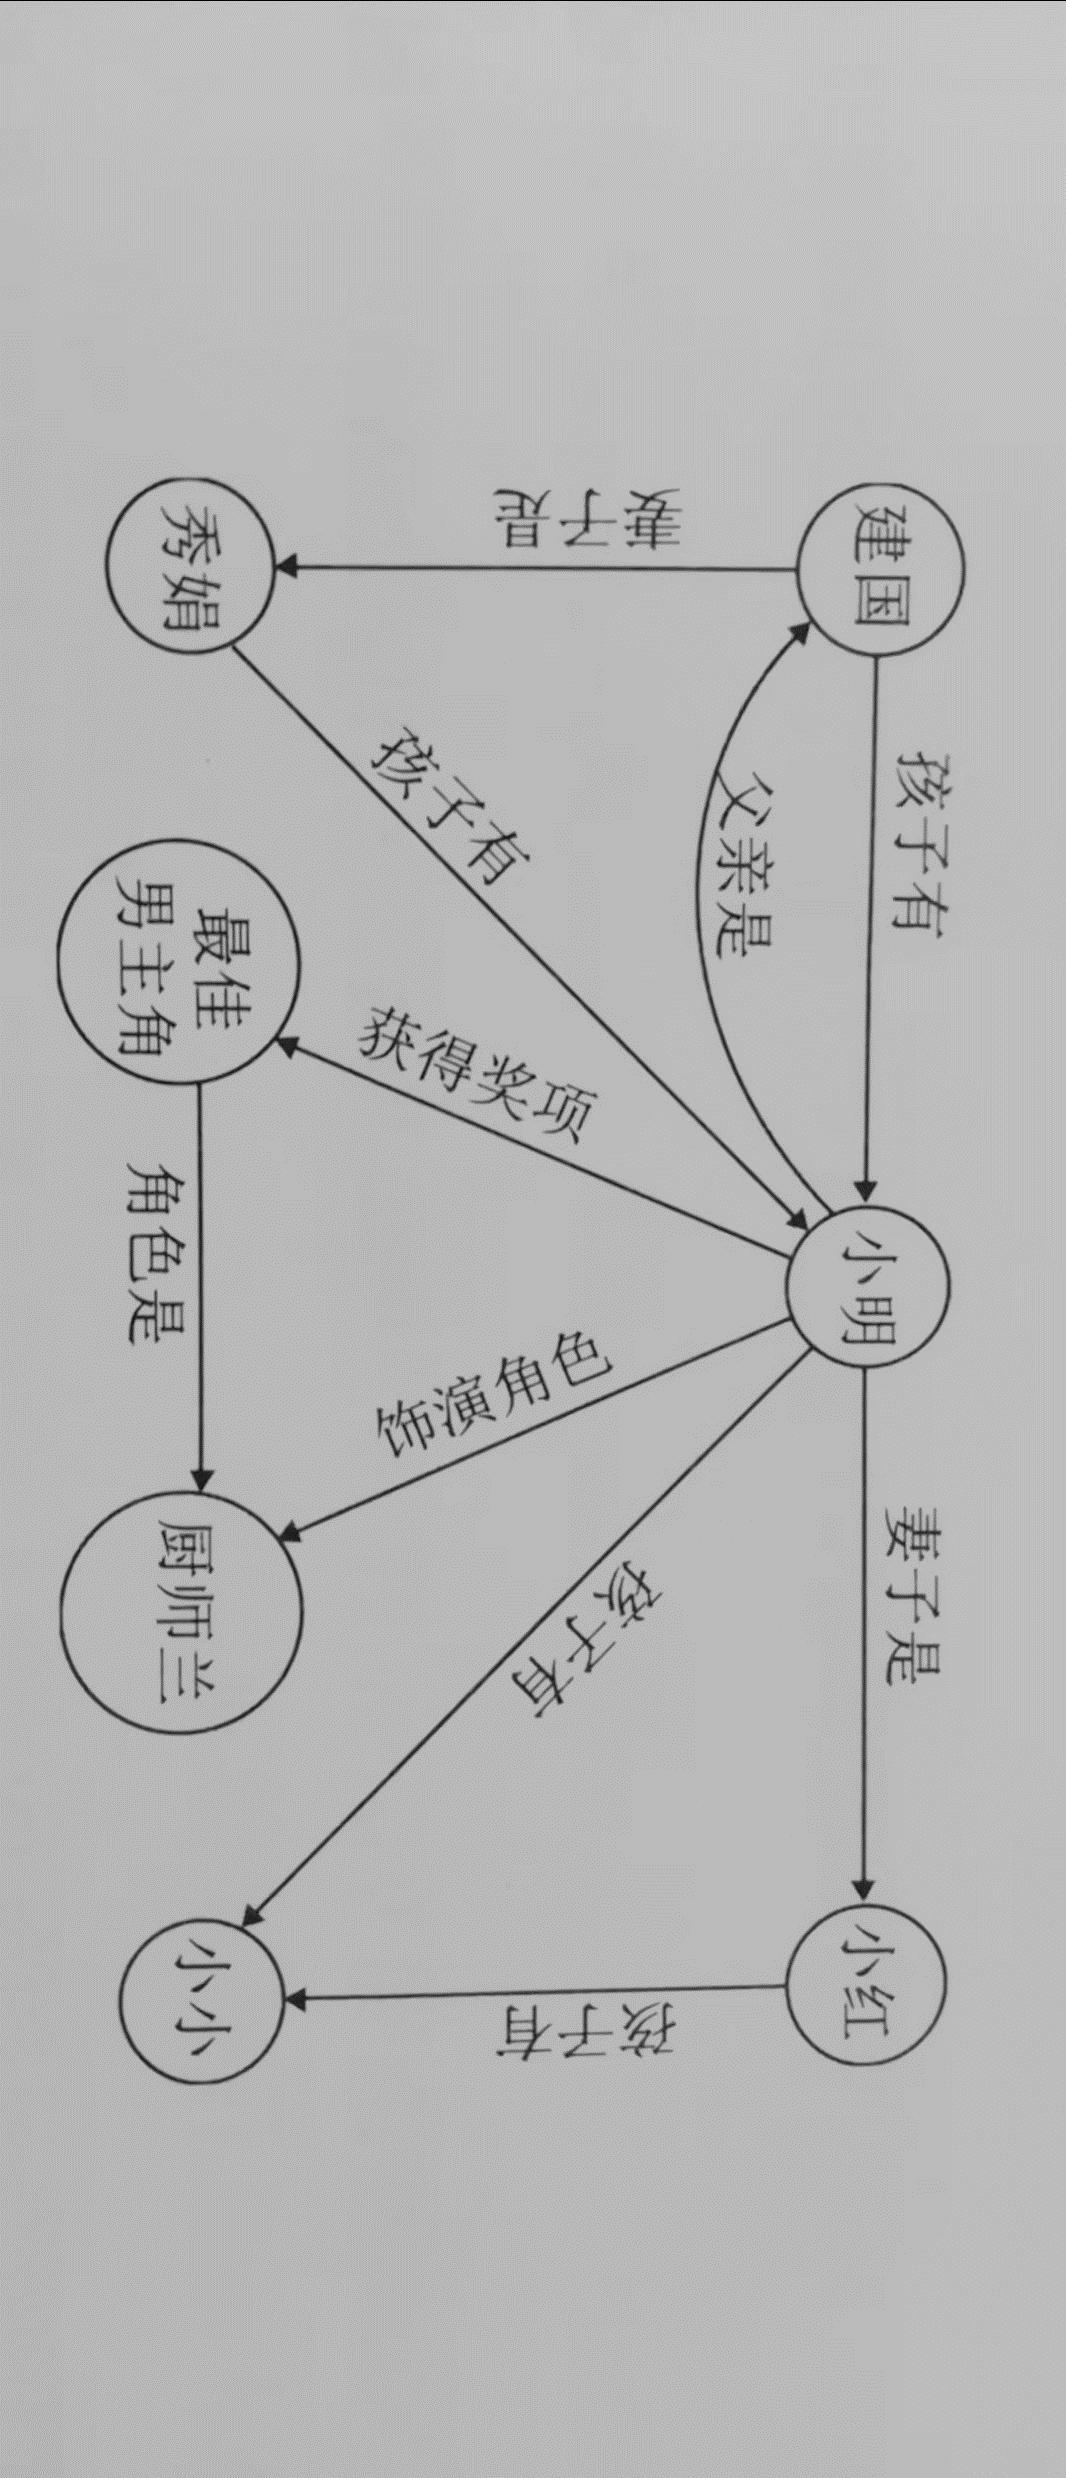 建国
孩子有
小明
妻子是
小红
妻子是
父亲是
孩子有
获得奖项
饰演角色
孩子有
孩子有
秀娟
最佳
男主角
角色是
厨师兰
小小